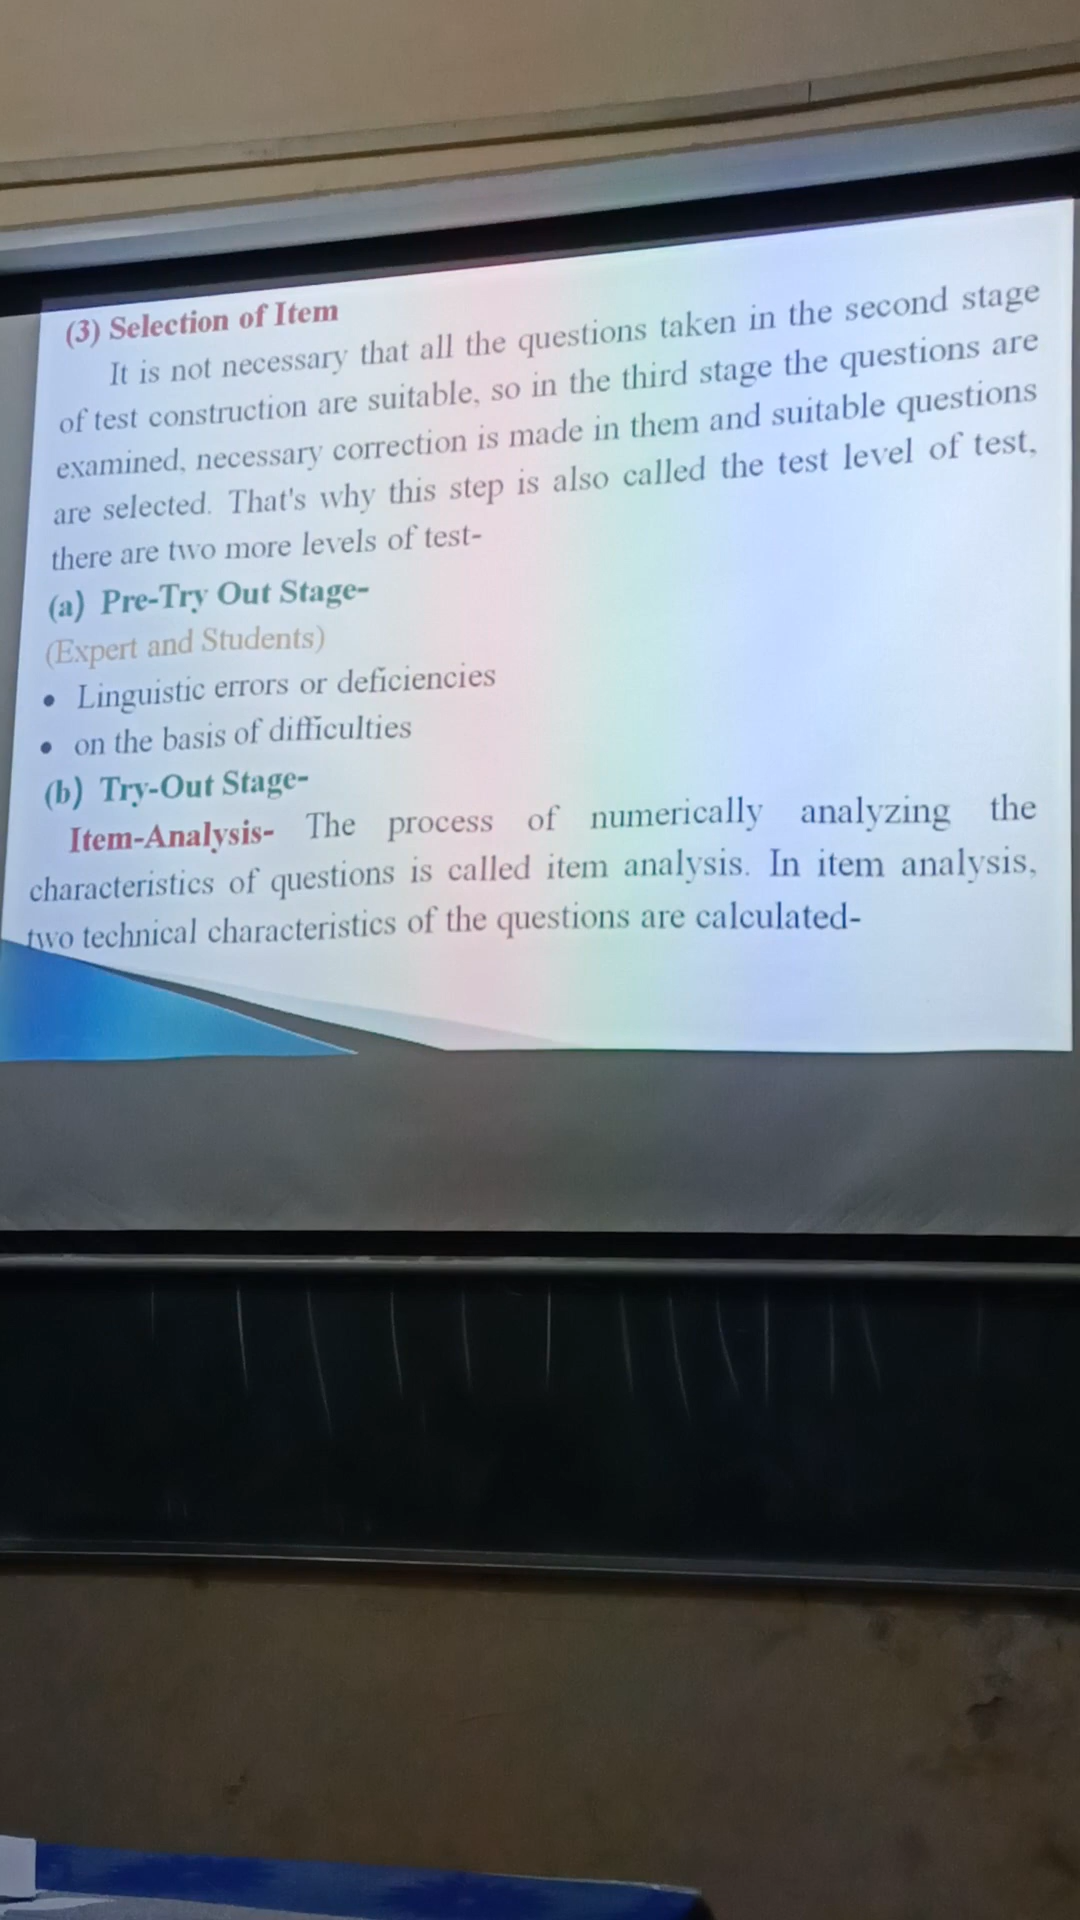 (3) Selection of Item
It is not necessary that all the questions taken in the second stage
of test construction are suitable, so in the third stage the questions are
examined, necessary correction is made in them and suitable questions
are selected. That's why this step is also called the test level of test,
there are two more levels of test-
(a) Pre-Try Out Stage-
(Expert and Students)
• Linguistic errors or deficiencies
• on the basis of difficulties
(b) Try-Out Stage-
Item-Analysis- The process of numerically analyzing the
characteristics of questions is called item analysis. In item analysis,
two technical characteristics of the questions are calculated-